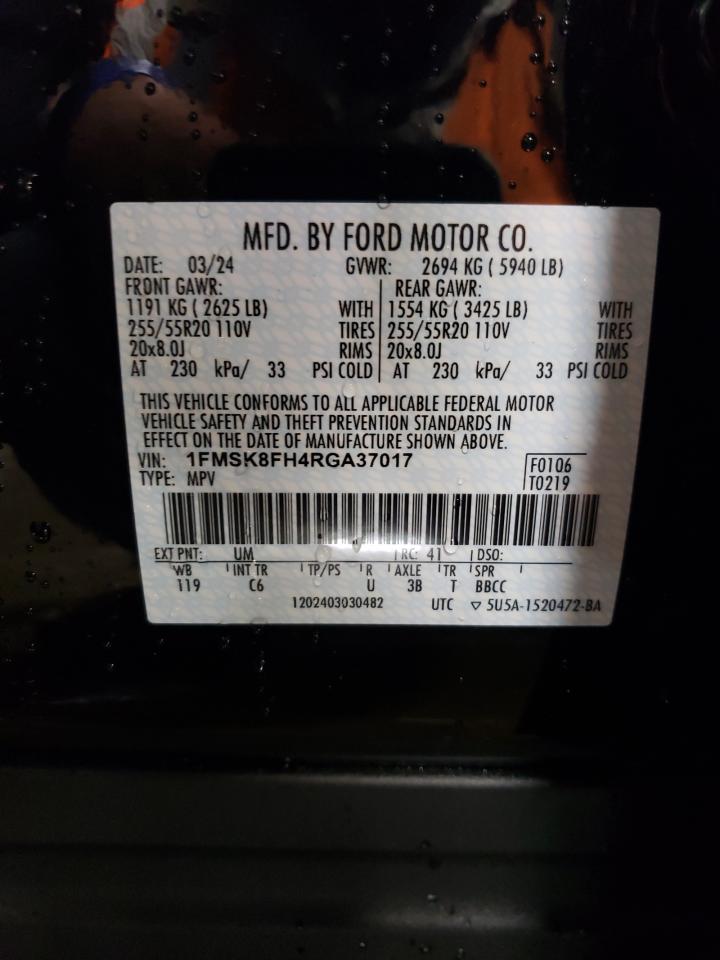 MFD. BY FORD MOTOR CO.
DATE: 03/24 GVWR: 2694 KG ( 5940 LB)
FRONT GAWR: REAR GAWR:
1191 KG ( 2625 LB) WITH 1554 KG ( 3425 LB) WITH
255/55R20 110V TIRES 255/55R20 110V TIRES
20x8.0J RIMS 20x8.0J RIMS
AT 230 kPa/ 33 PSI COLD AT 230 kPa/ 33 PSI COLD
THIS VEHICLE CONFORMS TO ALL APPLICABLE FEDERAL MOTOR
VEHICLE SAFETY AND THEFT PREVENTION STANDARDS IN
EFFECT ON THE DATE OF MANUFACTURE SHOWN ABOVE.
VIN: 1FMSK8FH4RGA37017 F0106
TYPE: MPV T0219
EXT PNT: UM RC: 41 DSO:
WB INT TR TP/PS R AXLE TR SPR
119 C6 U 3B T BBCC
1202403030482 UTC ▽ 5U5A-1520472-BA